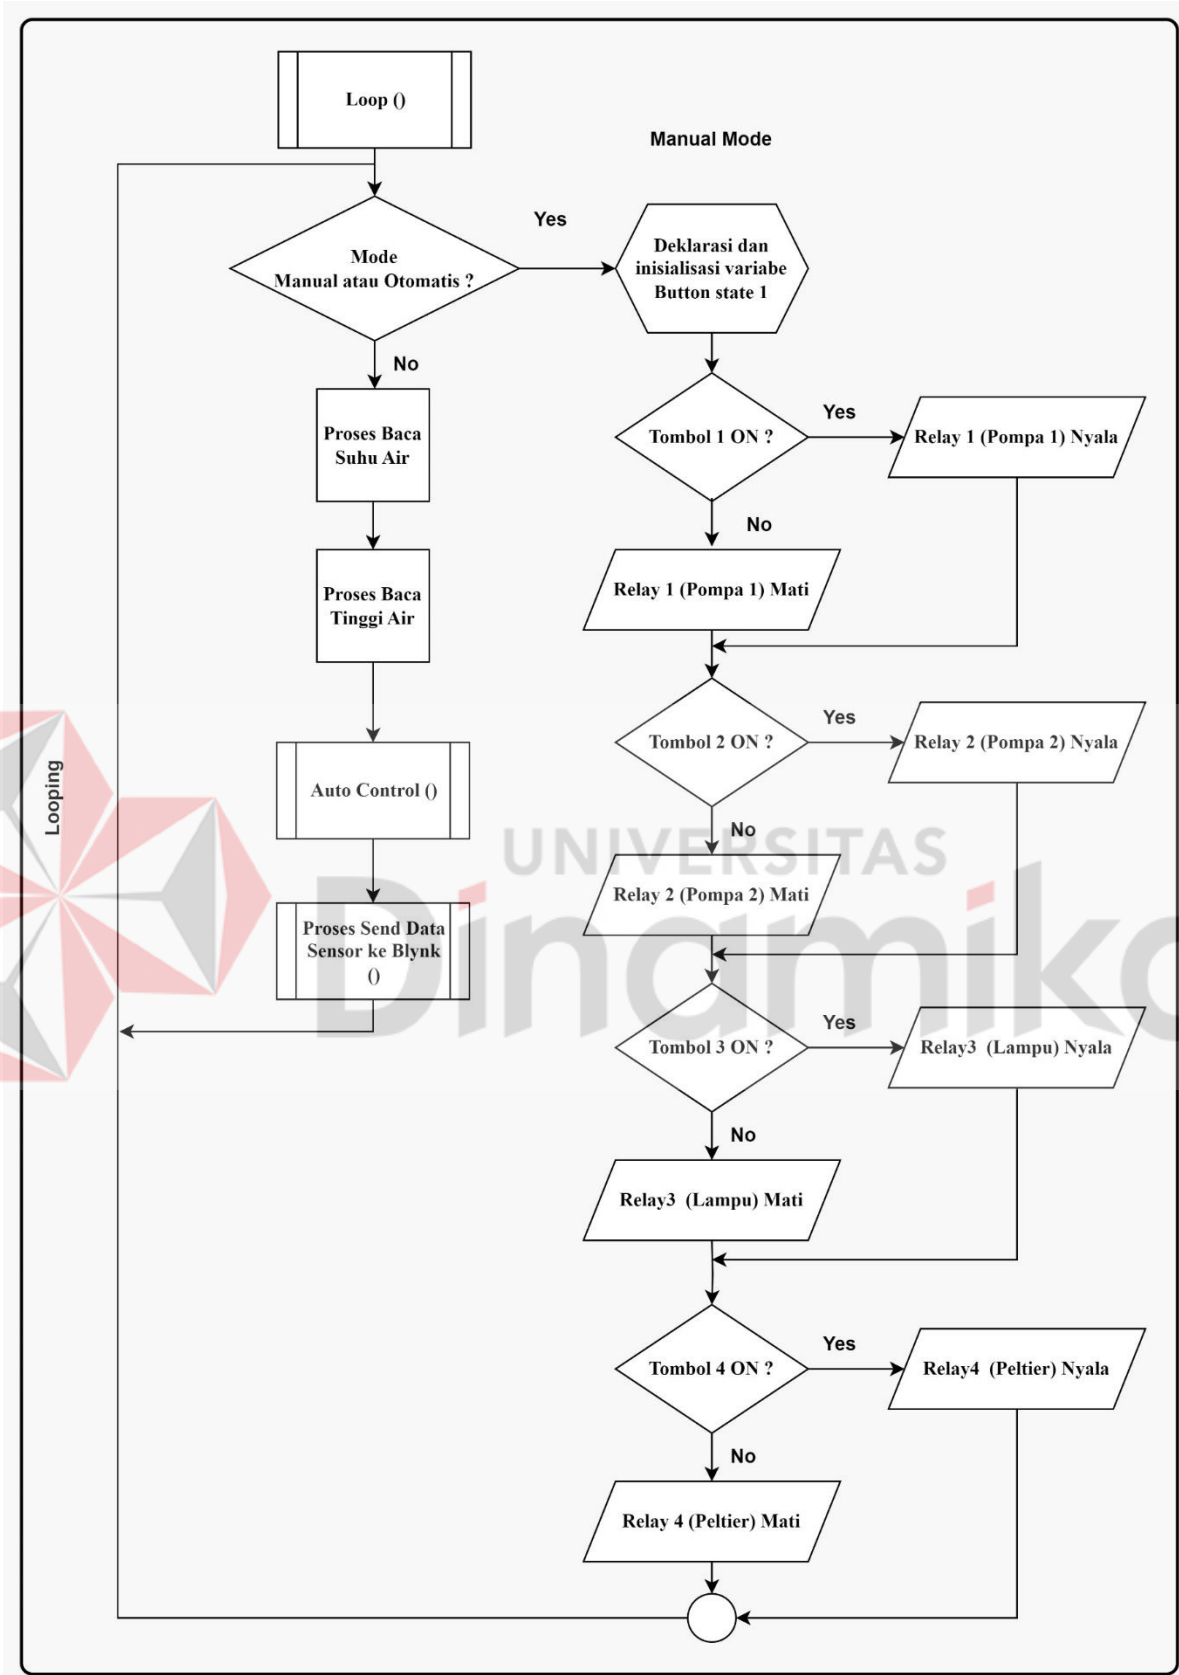 Loop ()
Manual Mode
Mode
Manual atau Otomatis ?
Yes
Deklarasi dan
inisialisasi variabe
Button state 1
No
Proses Baca
Suhu Air
Tombol 1 ON ?
Yes
Relay 1 (Pompa 1) Nyala
No
Proses Baca
Tinggi Air
Relay 1 (Pompa 1) Mati
Tombol 2 ON ?
Yes
Relay 2 (Pompa 2) Nyala
Looping
Auto Control ()
No
UNIVERSITAS
Dinamika
Relay 2 (Pompa 2) Mati
Proses Send Data
Sensor ke Blynk
()
Tombol 3 ON ?
Yes
Relay3  (Lampu) Nyala
No
Relay3  (Lampu) Mati
Tombol 4 ON ?
Yes
Relay4  (Peltier) Nyala
No
Relay 4 (Peltier) Mati